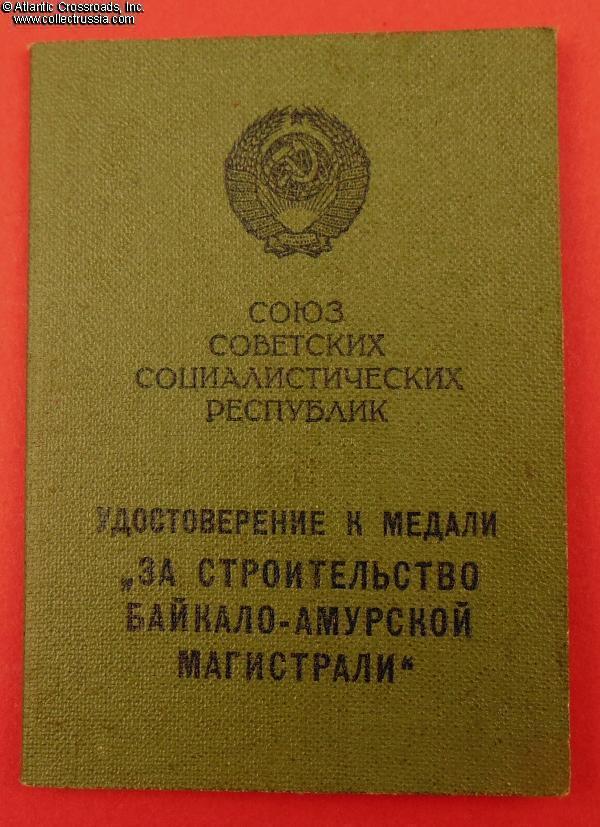 © Atlantic Crossroads, Inc.
www.collectrussia.com
СОЮЗ
СОВЕТСКИХ
СОЦИАЛИСТИЧЕСКИХ
РЕСПУБЛИК
УДОСТОВЕРЕНИЕ К МЕДАЛИ
„ЗА СТРОИТЕЛЬСТВО
БАЙКАЛО-АМУРСКОЙ
МАГИСТРАЛИ“